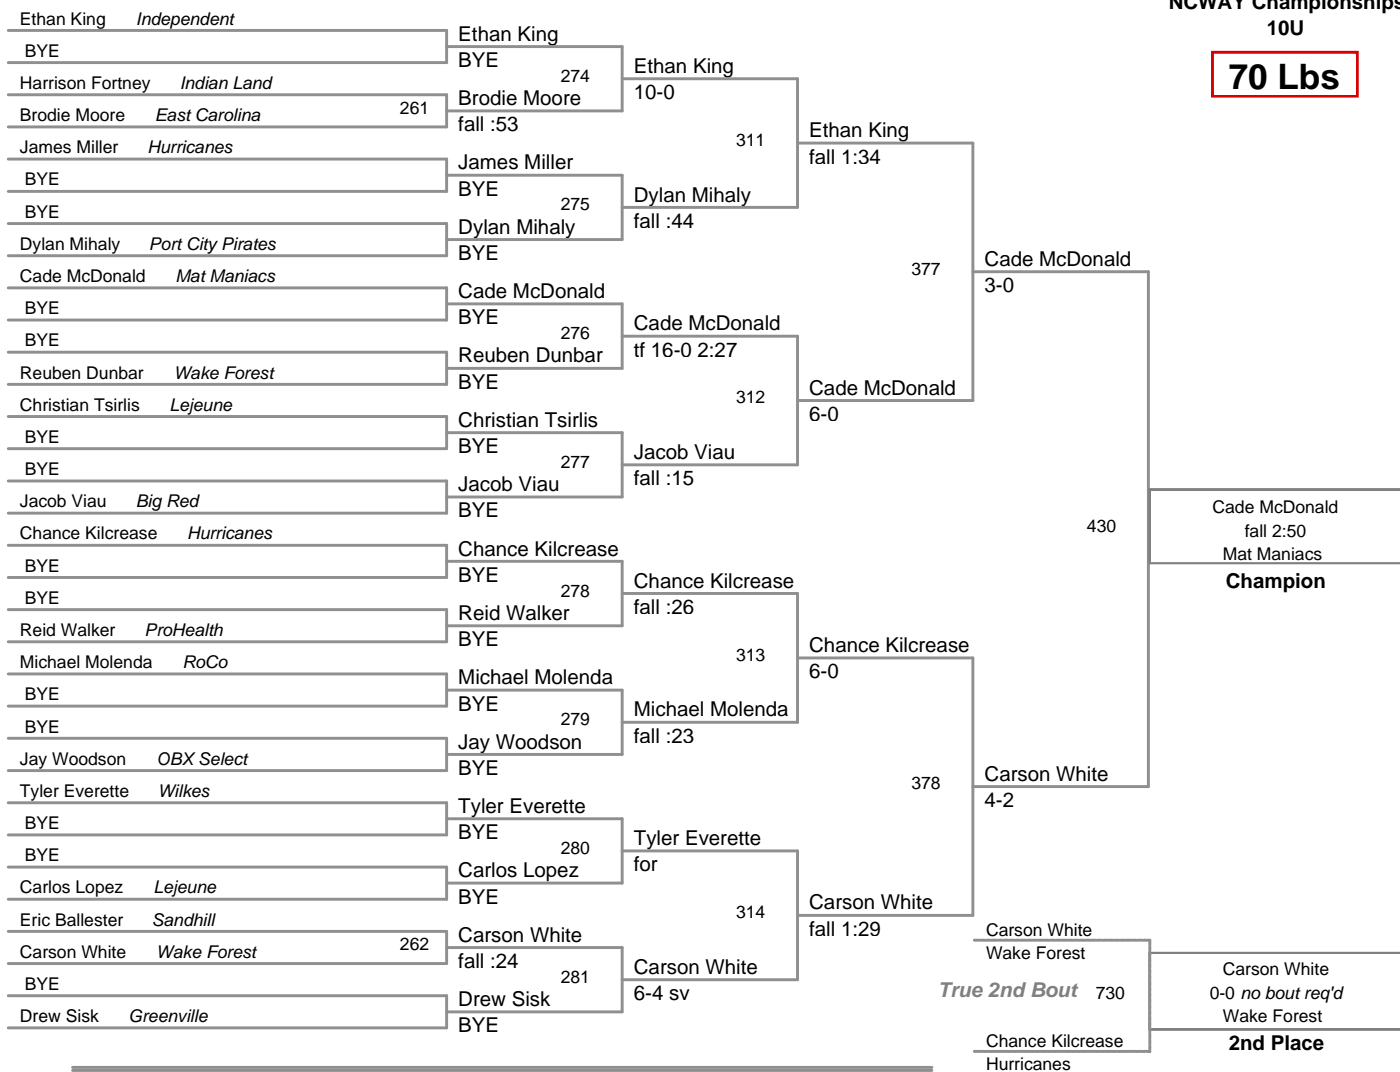 NCWAY Championships
10U
70 Lbs
Ethan King Independent
BYE
Harrison Fortney Indian Land
Brodie Moore East Carolina
261
James Miller Hurricanes
BYE
BYE
Dylan Mihaly Port City Pirates
Cade McDonald Mat Maniacs
BYE
BYE
Reuben Dunbar Wake Forest
Christian Tsirlis Lejeune
BYE
BYE
Jacob Viau Big Red
Chance Kilcrease Hurricanes
BYE
BYE
Reid Walker ProHealth
Michael Molenda RoCo
BYE
BYE
Jay Woodson OBX Select
Tyler Everette Wilkes
BYE
BYE
Carlos Lopez Lejeune
Eric Ballester Sandhill
Carson White Wake Forest
262
BYE
Drew Sisk Greenville
Ethan King
BYE
274
Brodie Moore
fall :53
James Miller
BYE
275
Dylan Mihaly
BYE
Cade McDonald
BYE
276
Reuben Dunbar
BYE
Christian Tsirlis
BYE
277
Jacob Viau
BYE
Chance Kilcrease
BYE
278
Reid Walker
BYE
Michael Molenda
BYE
279
Jay Woodson
BYE
Tyler Everette
BYE
280
Carlos Lopez
BYE
Carson White
fall :24
281
Drew Sisk
BYE
Ethan King
10-0
311
Dylan Mihaly
fall :44
Cade McDonald
tf 16-0 2:27
312
Jacob Viau
fall :15
Chance Kilcrease
fall :26
313
Michael Molenda
fall :23
Tyler Everette
for
314
Carson White
6-4 sv
Ethan King
fall 1:34
377
Cade McDonald
6-0
Chance Kilcrease
6-0
378
Carson White
fall 1:29
Cade McDonald
3-0
430
Carson White
4-2
Cade McDonald
fall 2:50
Mat Maniacs
Champion
Carson White
Wake Forest
True 2nd Bout 730
Chance Kilcrease
Hurricanes
Carson White
0-0 no bout req'd
Wake Forest
2nd Place